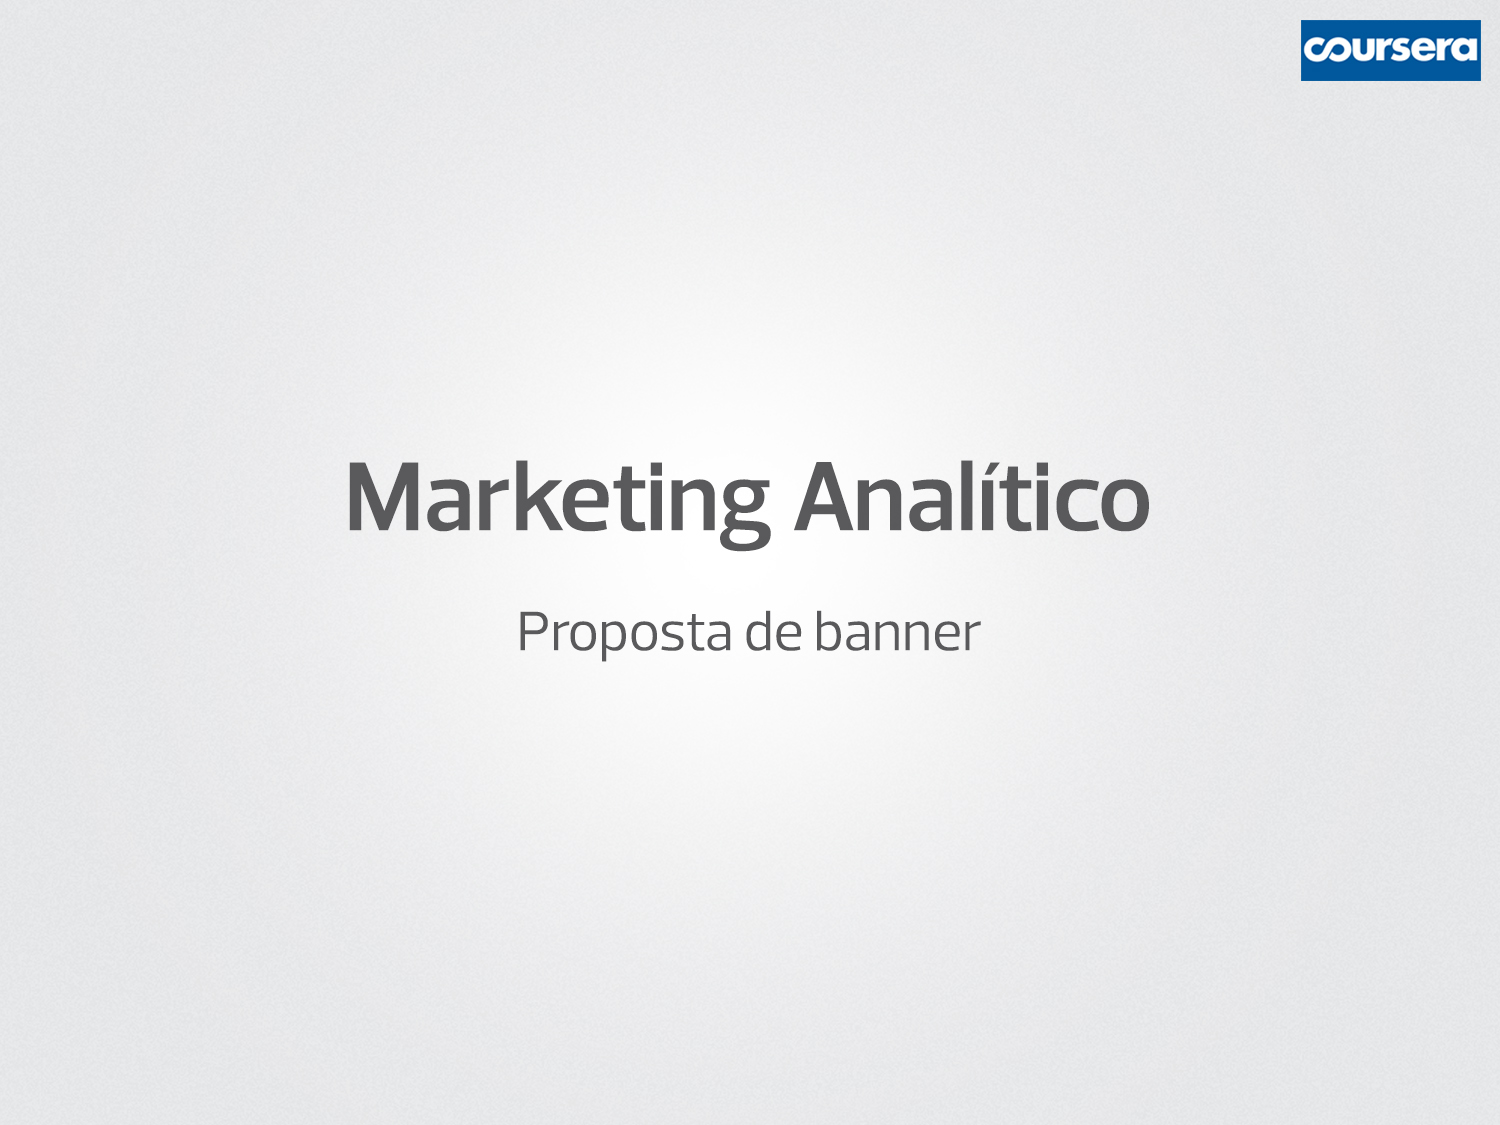 coursera
Marketing Analítico
Proposta de banner